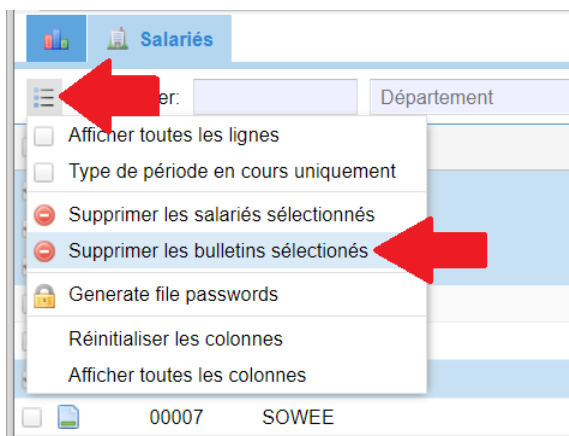 Salariés
er:
Département
Afficher toutes les lignes
Type de période en cours uniquement
Supprimer les salariés sélectionnés
Supprimer les bulletins sélectionés
Generate file passwords
Réinitialiser les colonnes
Afficher toutes les colonnes
00007 SOWEE